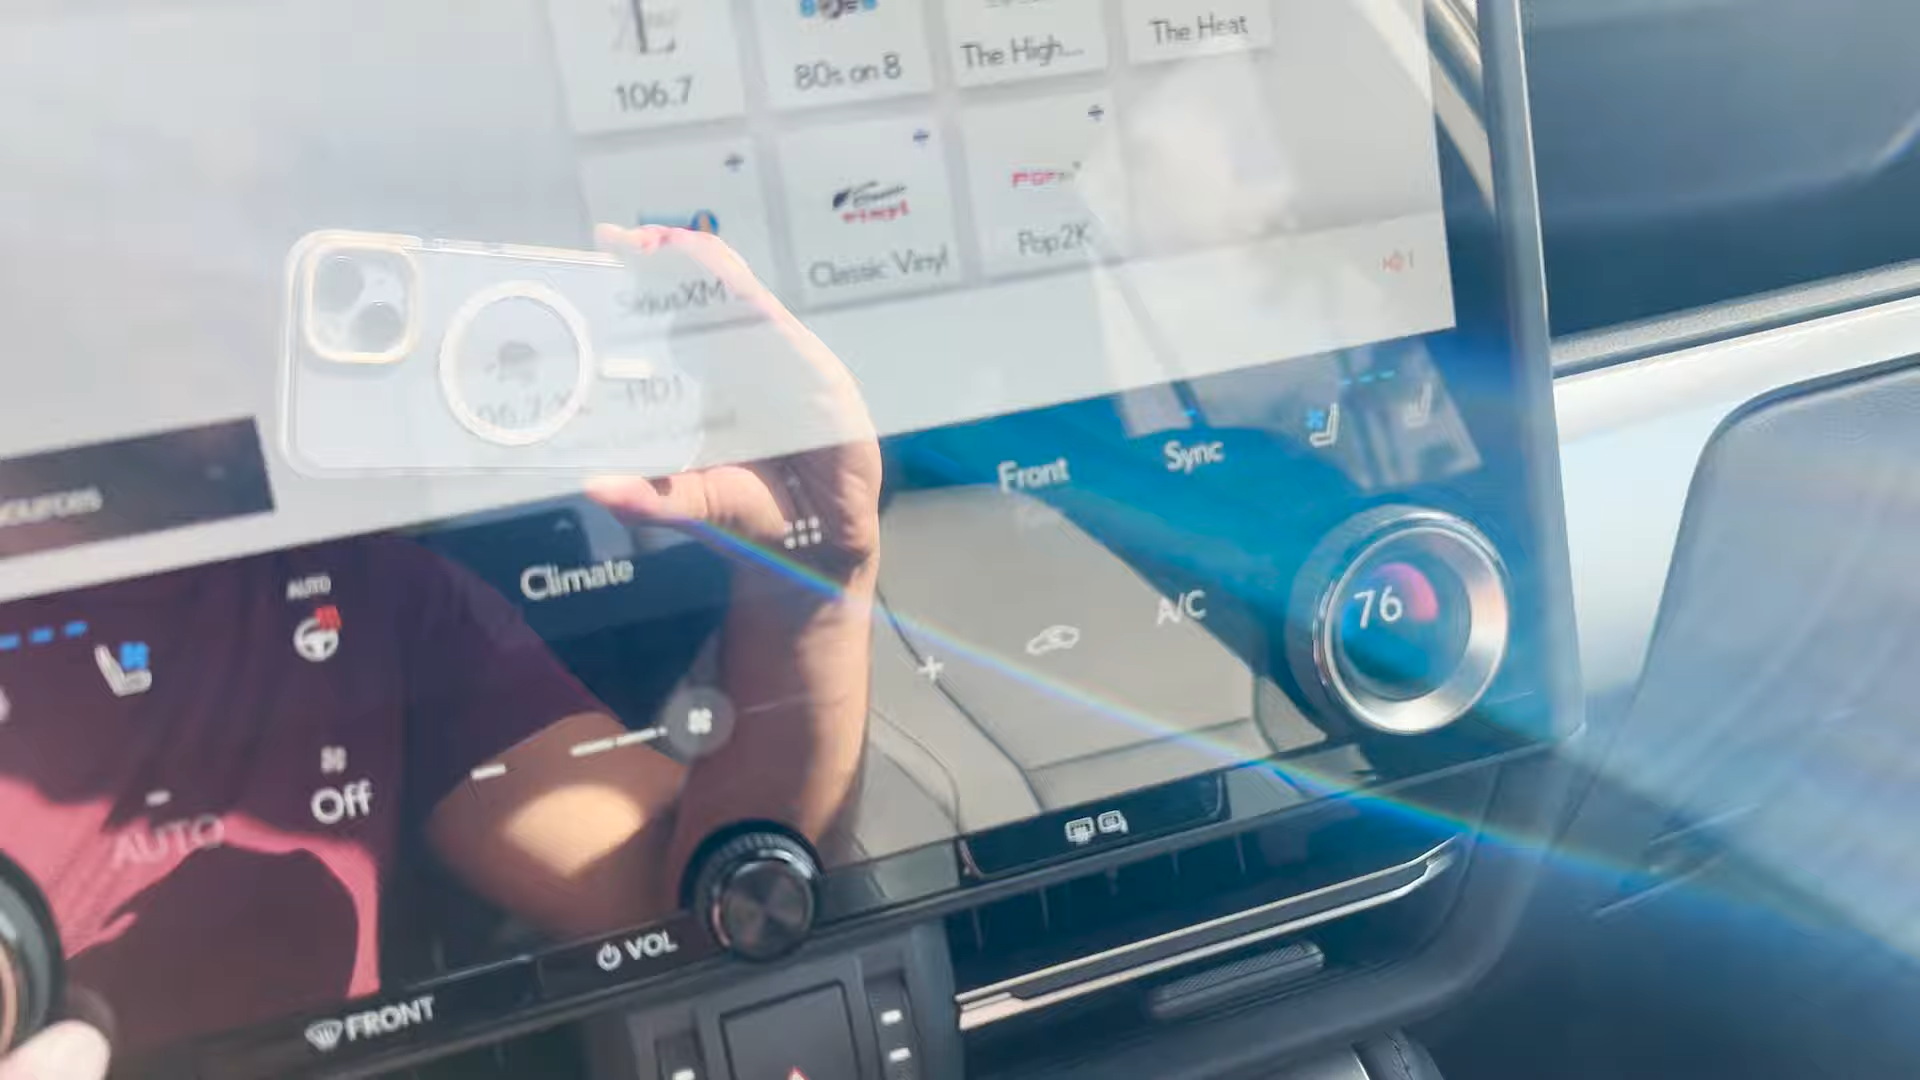 106.7
80s on 8
The High...
The Heat
SiriusXM ...
Classic Vinyl
vinyl
Pop2K
Front
Sync
Climate
AUTO
A/C
76
Off
AUTO
VOL
FRONT